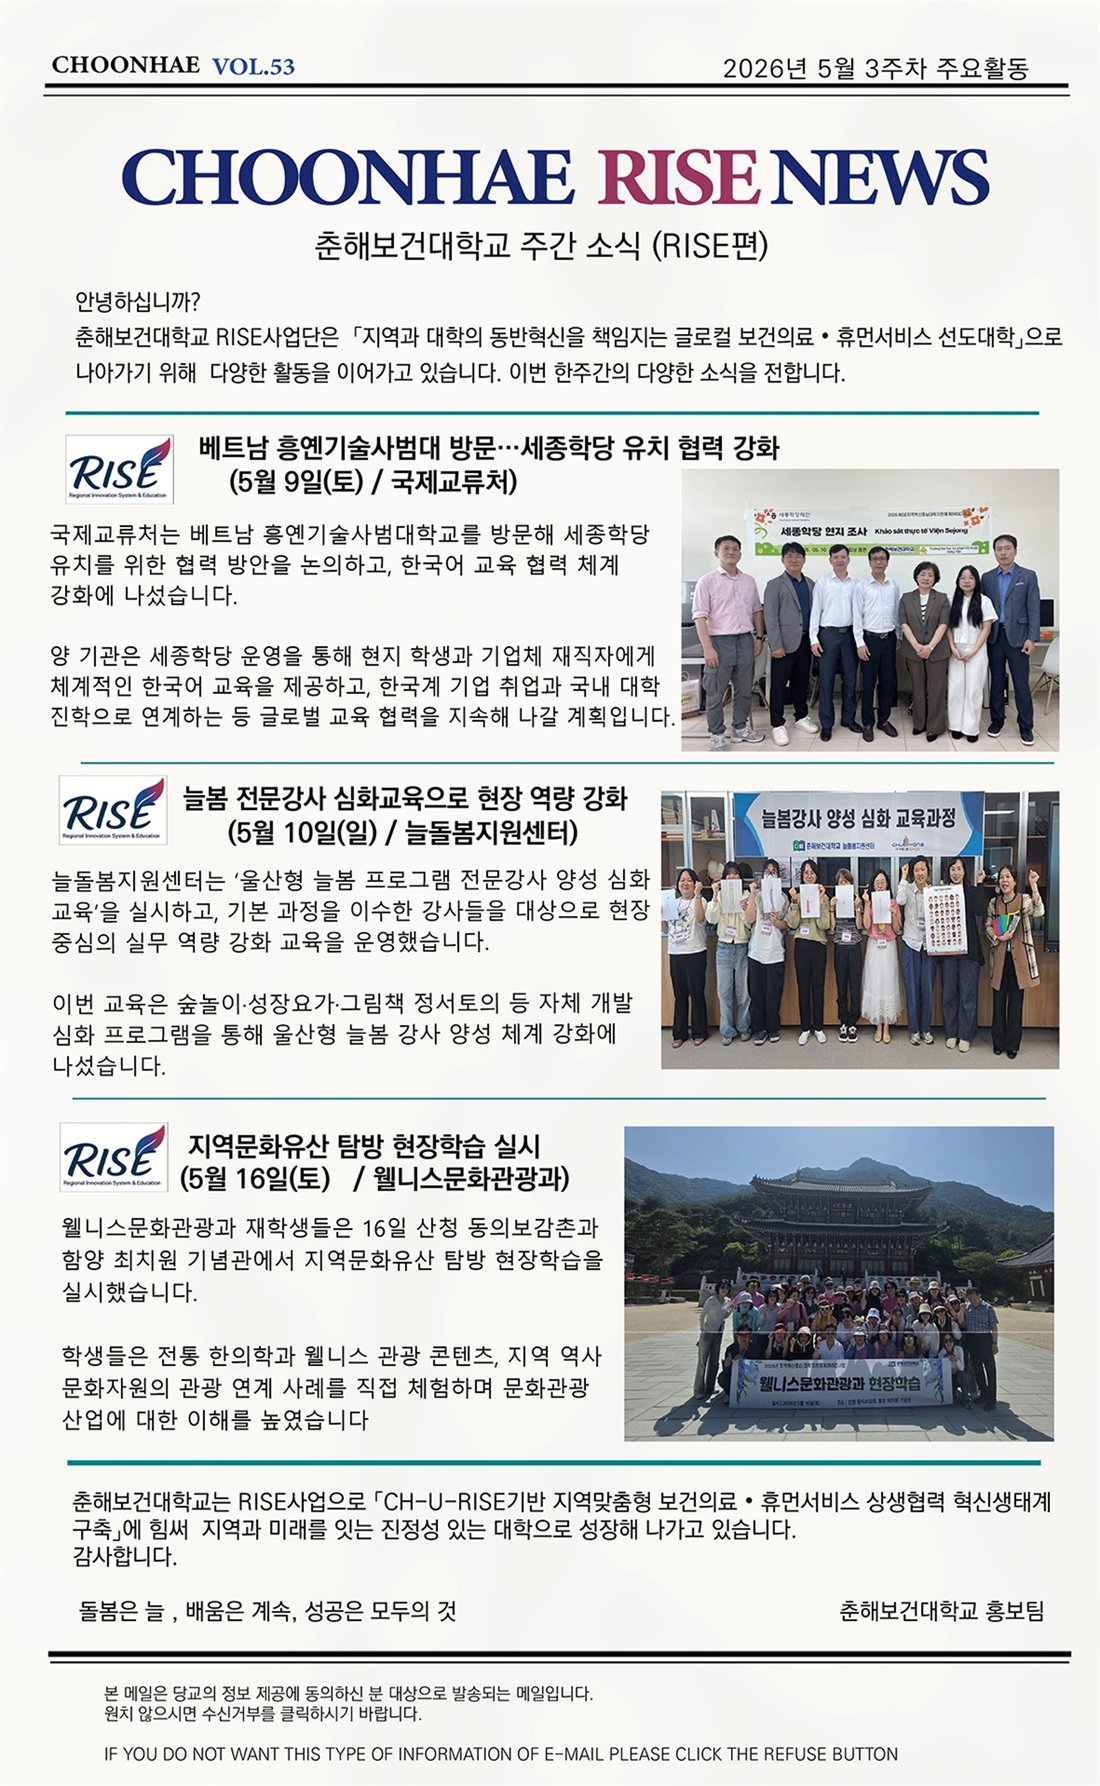 CHOONHAE VOL.53
2026년 5월 3주차 주요활동
CHOONHAE RISE NEWS
춘해보건대학교 주간 소식 (RISE편)
안녕하십니까?
춘해보건대학교 RISE사업단은 「지역과 대학의 동반혁신을 책임지는 글로컬 보건의료 • 휴먼서비스 선도대학」으로
나아가기 위해 다양한 활동을 이어가고 있습니다. 이번 한주간의 다양한 소식을 전합니다.
RISE
Regional Innovation System & Education
베트남 흥옌기술사범대 방문…세종학당 유치 협력 강화
(5월 9일(토) / 국제교류처)
국제교류처는 베트남 흥옌기술사범대학교를 방문해 세종학당
유치를 위한 협력 방안을 논의하고, 한국어 교육 협력 체계
강화에 나섰습니다.
양 기관은 세종학당 운영을 통해 현지 학생과 기업체 재직자에게
체계적인 한국어 교육을 제공하고, 한국계 기업 취업과 국내 대학
진학으로 연계하는 등 글로벌 교육 협력을 지속해 나갈 계획입니다.
세종학당재단
세종학당 현지 조사 Khảo sát thực tế Viện Sejong
춘해보건대학교
RISE
Regional Innovation System & Education
늘봄 전문강사 심화교육으로 현장 역량 강화
(5월 10일(일) / 늘돌봄지원센터)
늘돌봄지원센터는 ‘울산형 늘봄 프로그램 전문강사 양성 심화
교육’을 실시하고, 기본 과정을 이수한 강사들을 대상으로 현장
중심의 실무 역량 강화 교육을 운영했습니다.
이번 교육은 숲놀이·성장요가·그림책 정서토의 등 자체 개발
심화 프로그램을 통해 울산형 늘봄 강사 양성 체계 강화에
나섰습니다.
늘봄강사 양성 심화 교육과정
춘해보건대학교 늘돌봄지원센터
RISE
Regional Innovation System & Education
지역문화유산 탐방 현장학습 실시
(5월 16일(토) / 웰니스문화관광과)
웰니스문화관광과 재학생들은 16일 산청 동의보감촌과
함양 최치원 기념관에서 지역문화유산 탐방 현장학습을
실시했습니다.
학생들은 전통 한의학과 웰니스 관광 콘텐츠, 지역 역사
문화자원의 관광 연계 사례를 직접 체험하며 문화관광
산업에 대한 이해를 높였습니다
웰니스문화관광과 현장학습
춘해보건대학교는 RISE사업으로 「CH-U-RISE기반 지역맞춤형 보건의료 • 휴먼서비스 상생협력 혁신생태계
구축」에 힘써 지역과 미래를 잇는 진정성 있는 대학으로 성장해 나가고 있습니다.
감사합니다.
돌봄은 늘 , 배움은 계속, 성공은 모두의 것
춘해보건대학교 홍보팀
본 메일은 당교의 정보 제공에 동의하신 분 대상으로 발송되는 메일입니다.
원치 않으시면 수신거부를 클릭하시기 바랍니다.
IF YOU DO NOT WANT THIS TYPE OF INFORMATION OF E-MAIL PLEASE CLICK THE REFUSE BUTTON